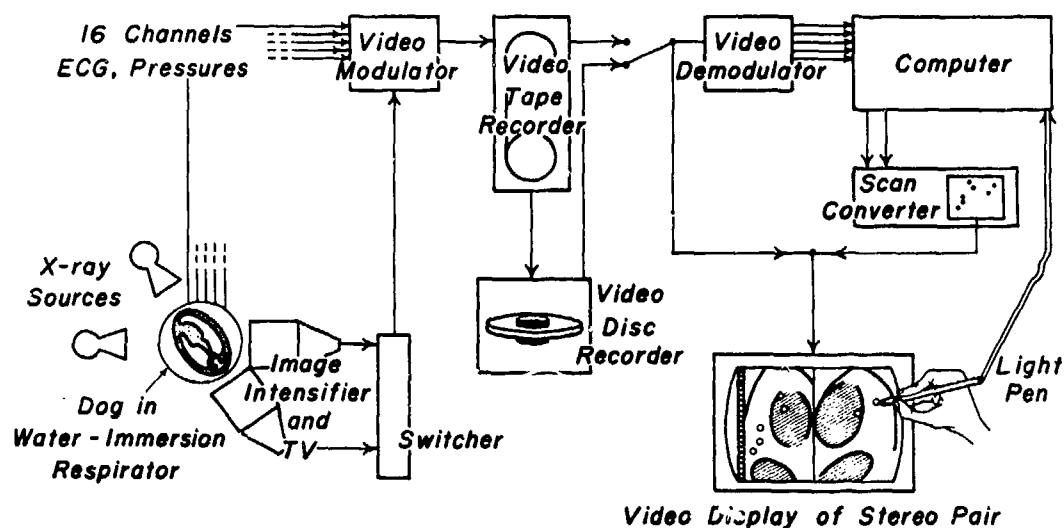 16 Channels
ECG, Pressures
Video
Modulator
Video
Tape
Recorder
Video
Demodulator
Computer
Scan
Converter
X-ray
Sources
Image
Intensifier
and
TV
Switcher
Video
Disc
Recorder
Light
Pen
Dog in
Water-Immersion
Respirator
Video Display of Stereo Pair